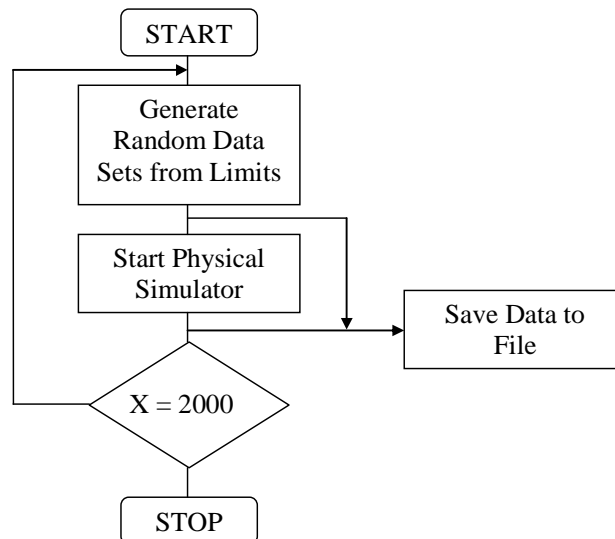 START
Generate
Random Data
Sets from Limits
Start Physical
Simulator
Save Data to
File
X = 2000
STOP